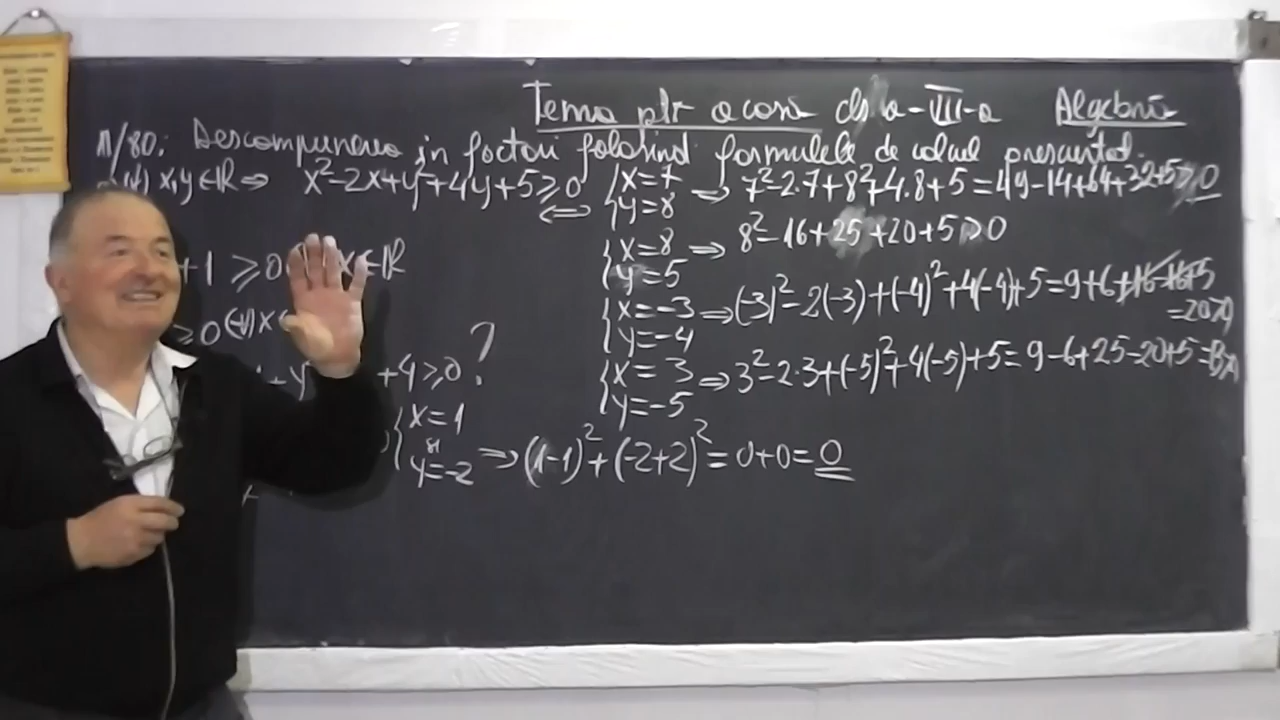 Tema ptr acasă cls a-VIII-a Algebră
11/80: Descompunerea în factori folosind formulele de calcul prescurtat.
(∀) x,y∈ℝ ⇒ x²-2x+y²+4y+5≥0 ⇔
{x=7 y=8 ⇒ 7²-2·7+8²+4.8+5=49-14+64+32+5≥0
{x=8 y=5 ⇒ 8²-16+25+20+5≥0
+1 ≥0 x∈ℝ
{x=-3 y=-4 ⇒ (-3)²-2(-3)+(-4)²+4(-4)+5=9+6+16-16+5
=20≥0
≥0 (∀) x∈
+4≥0 ?
{x=3 y=-5 ⇒ 3²-2·3+(-5)²+4(-5)+5=9-6+25-20+5=
{x=1 și y=-2 ⇒ (1-1)²+(-2+2)²=0+0=0